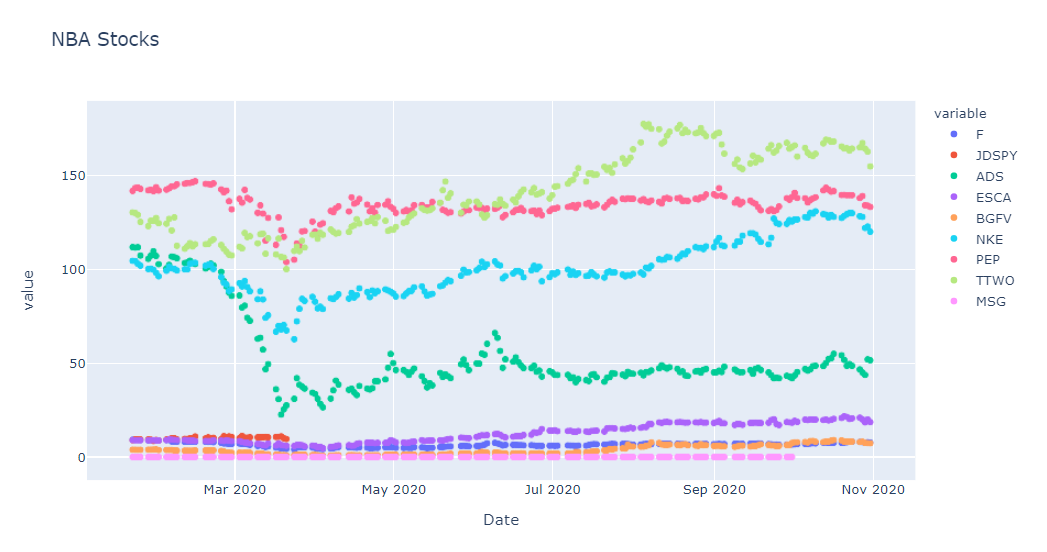 NBA Stocks
variable
F
JDSPY
ADS
ESCA
BGFV
NKE
PEP
TTWO
MSG
150
100
50
0
value
Mar 2020 May 2020 Jul 2020 Sep 2020 Nov 2020
Date